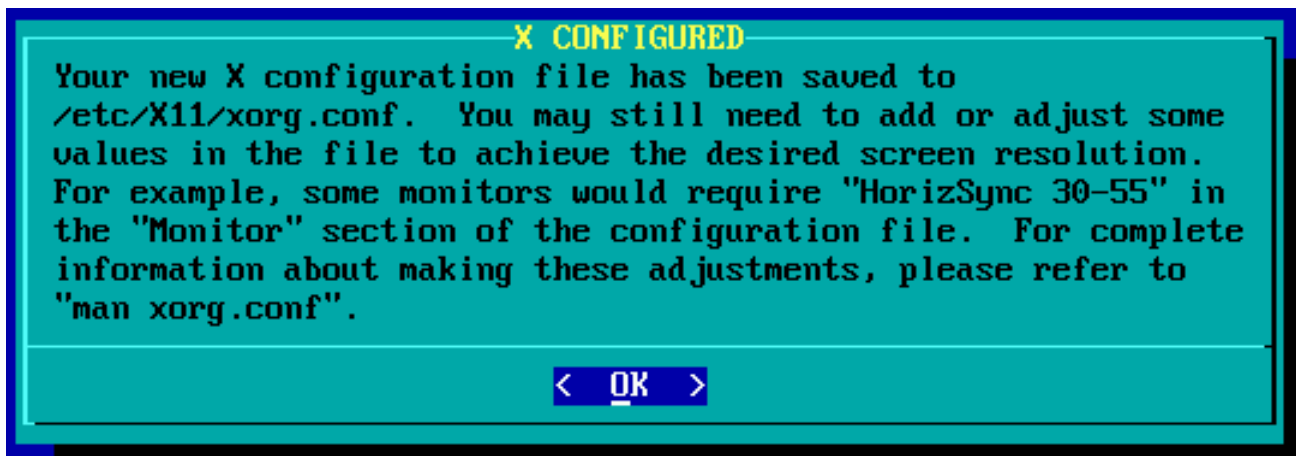 X CONFIGURED
Your new X configuration file has been saved to
/etc/X11/xorg.conf.  You may still need to add or adjust some
values in the file to achieve the desired screen resolution.
For example, some monitors would require "HorizSync 30-55" in
the "Monitor" section of the configuration file.  For complete
information about making these adjustments, please refer to
"man xorg.conf".
<  OK  >